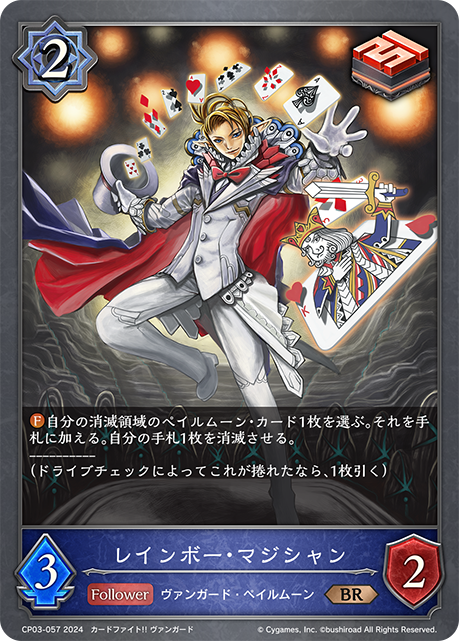 2
F 自分の消滅領域のペイルムーン・カード1枚を選ぶ。それを手
札に加える。自分の手札1枚を消滅させる。
----------
(ドライブチェックによってこれが捲れたなら、1枚引く)
レインボー・マジシャン
3
Follower ヴァンガード・ペイルムーン BR
2
CP03-057 2024 カードファイト!! ヴァンガード
© Cygames, Inc. ©bushiroad All Rights Reserved.